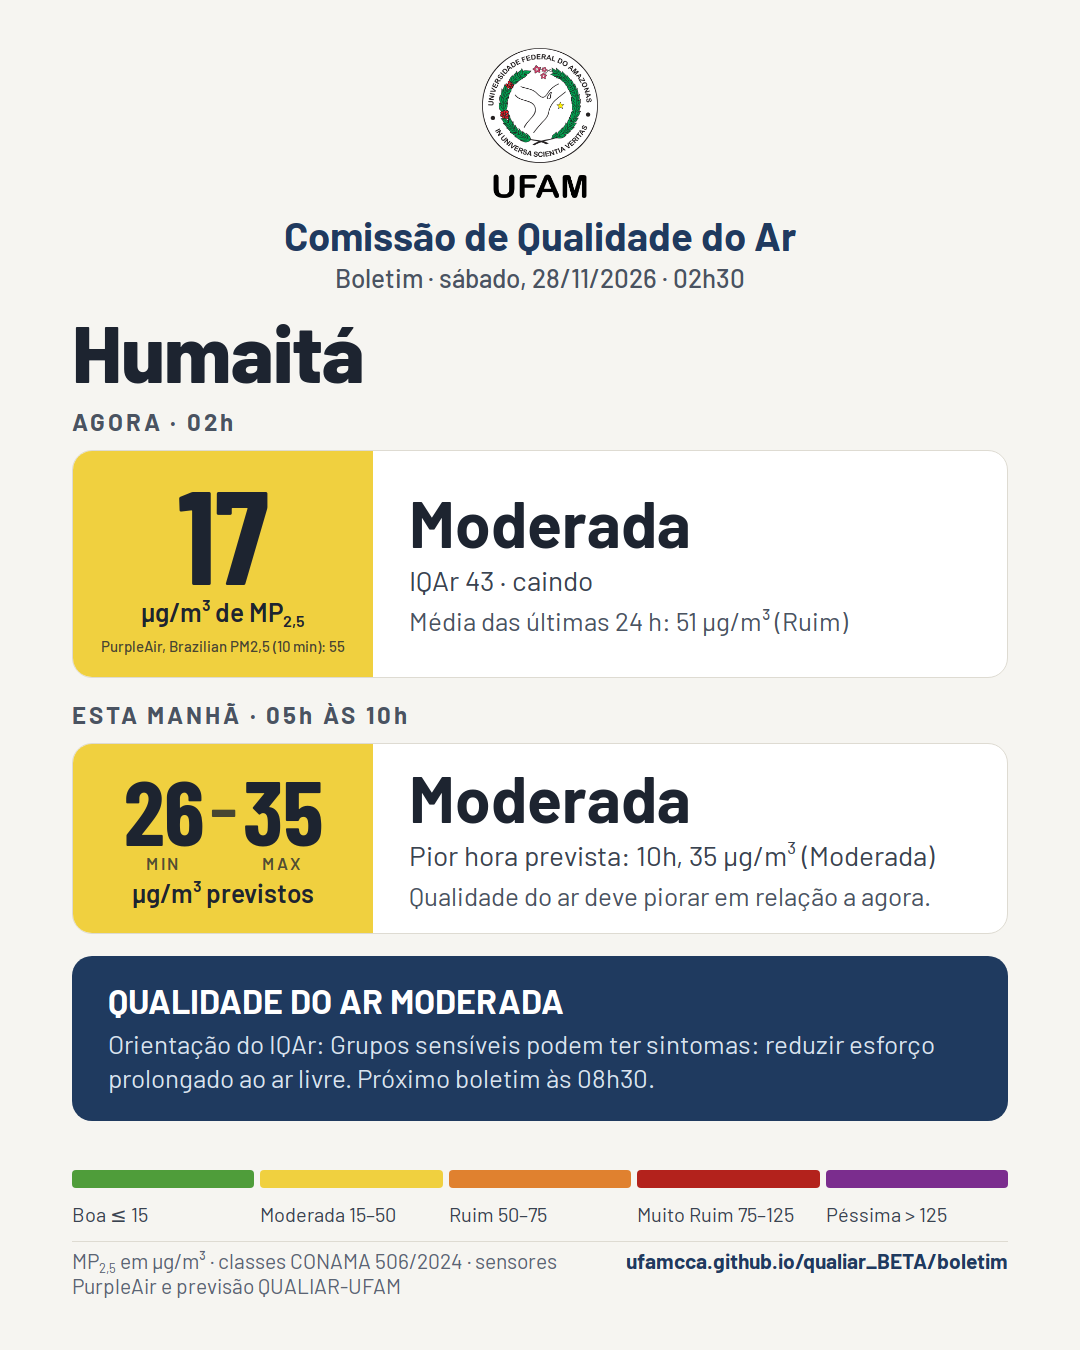 UNIVERSIDADE FEDERAL DO AMAZONAS
IN UNIVERSA SCIENTIA VERITAS
UFAM
Comissão de Qualidade do Ar
Boletim · sábado, 28/11/2026 · 02h30
Humaitá
AGORA · 02h
17
µg/m³ de MP2,5
PurpleAir, Brazilian PM2,5 (10 min): 55
Moderada
IQAr 43 · caindo
Média das últimas 24 h: 51 µg/m³ (Ruim)
ESTA MANHÃ · 05h ÀS 10h
26 – 35
MIN MAX
µg/m³ previstos
Moderada
Pior hora prevista: 10h, 35 µg/m³ (Moderada)
Qualidade do ar deve piorar em relação a agora.
QUALIDADE DO AR MODERADA
Orientação do IQAr: Grupos sensíveis podem ter sintomas: reduzir esforço
prolongado ao ar livre. Próximo boletim às 08h30.
Boa ≤ 15 Moderada 15–50 Ruim 50–75 Muito Ruim 75–125 Péssima > 125
MP2,5 em µg/m³ · classes CONAMA 506/2024 · sensores
PurpleAir e previsão QUALIAR-UFAM
ufamcca.github.io/qualiar_BETA/boletim